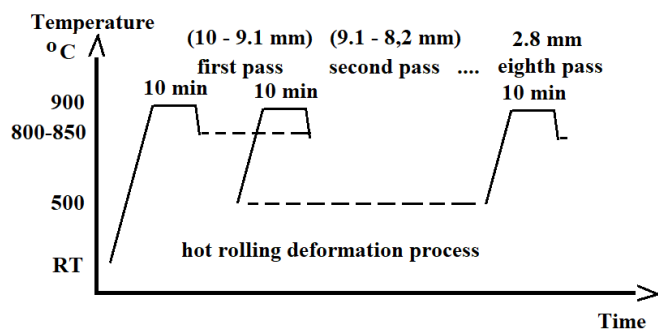 Temperature
°C
(10 - 9.1 mm) (9.1 - 8,2 mm) 2.8 mm
first pass second pass .... eighth pass
10 min 10 min 10 min
900
800-850
500
hot rolling deformation process
RT
Time